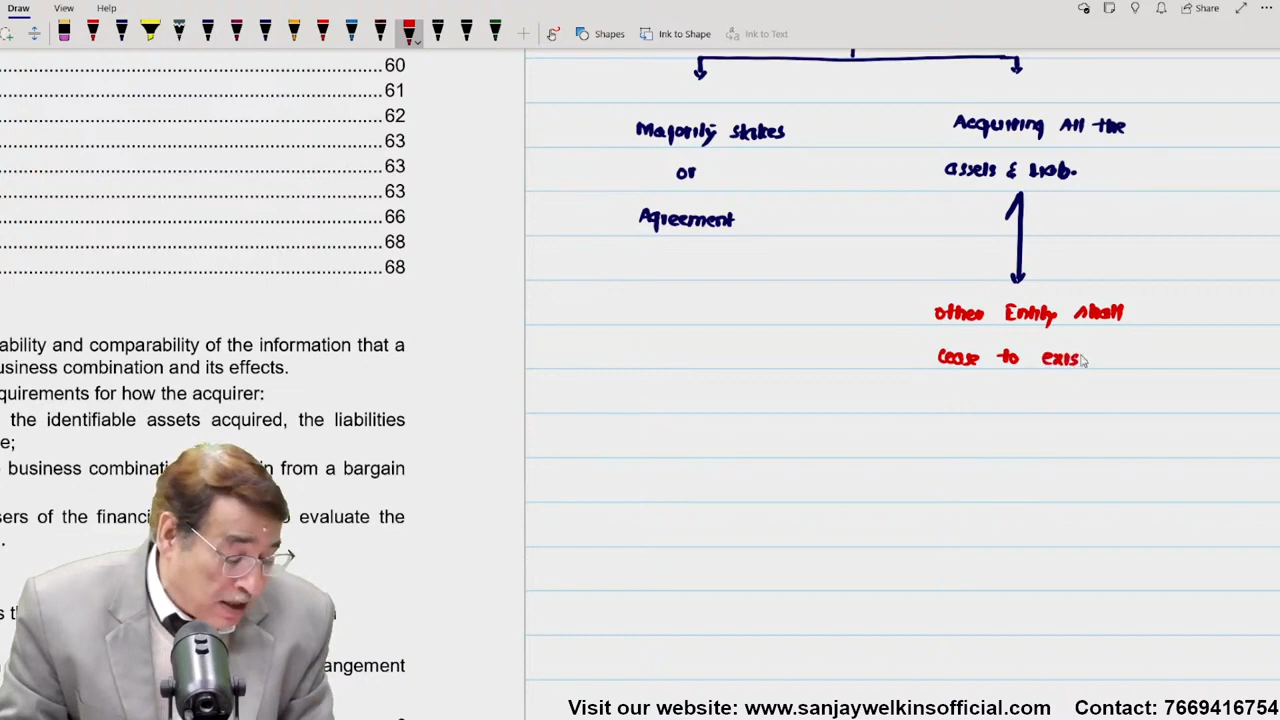 Draw View Help
Share
Shapes Ink to Shape Ink to Text
60
61
62
63
63
63
66
68
68
ability and comparability of the information that a
usiness combination and its effects.
equirements for how the acquirer:
the identifiable assets acquired, the liabilities
e;
business combinati from a bargain
sers of the financi evaluate the
.
angement
Majority stakes
or
Agreement
Acquiring All the
assets & Liab.
other Entity shall
cease to exis
Visit our website: www.sanjaywelkinsofficial.com Contact: 7669416754